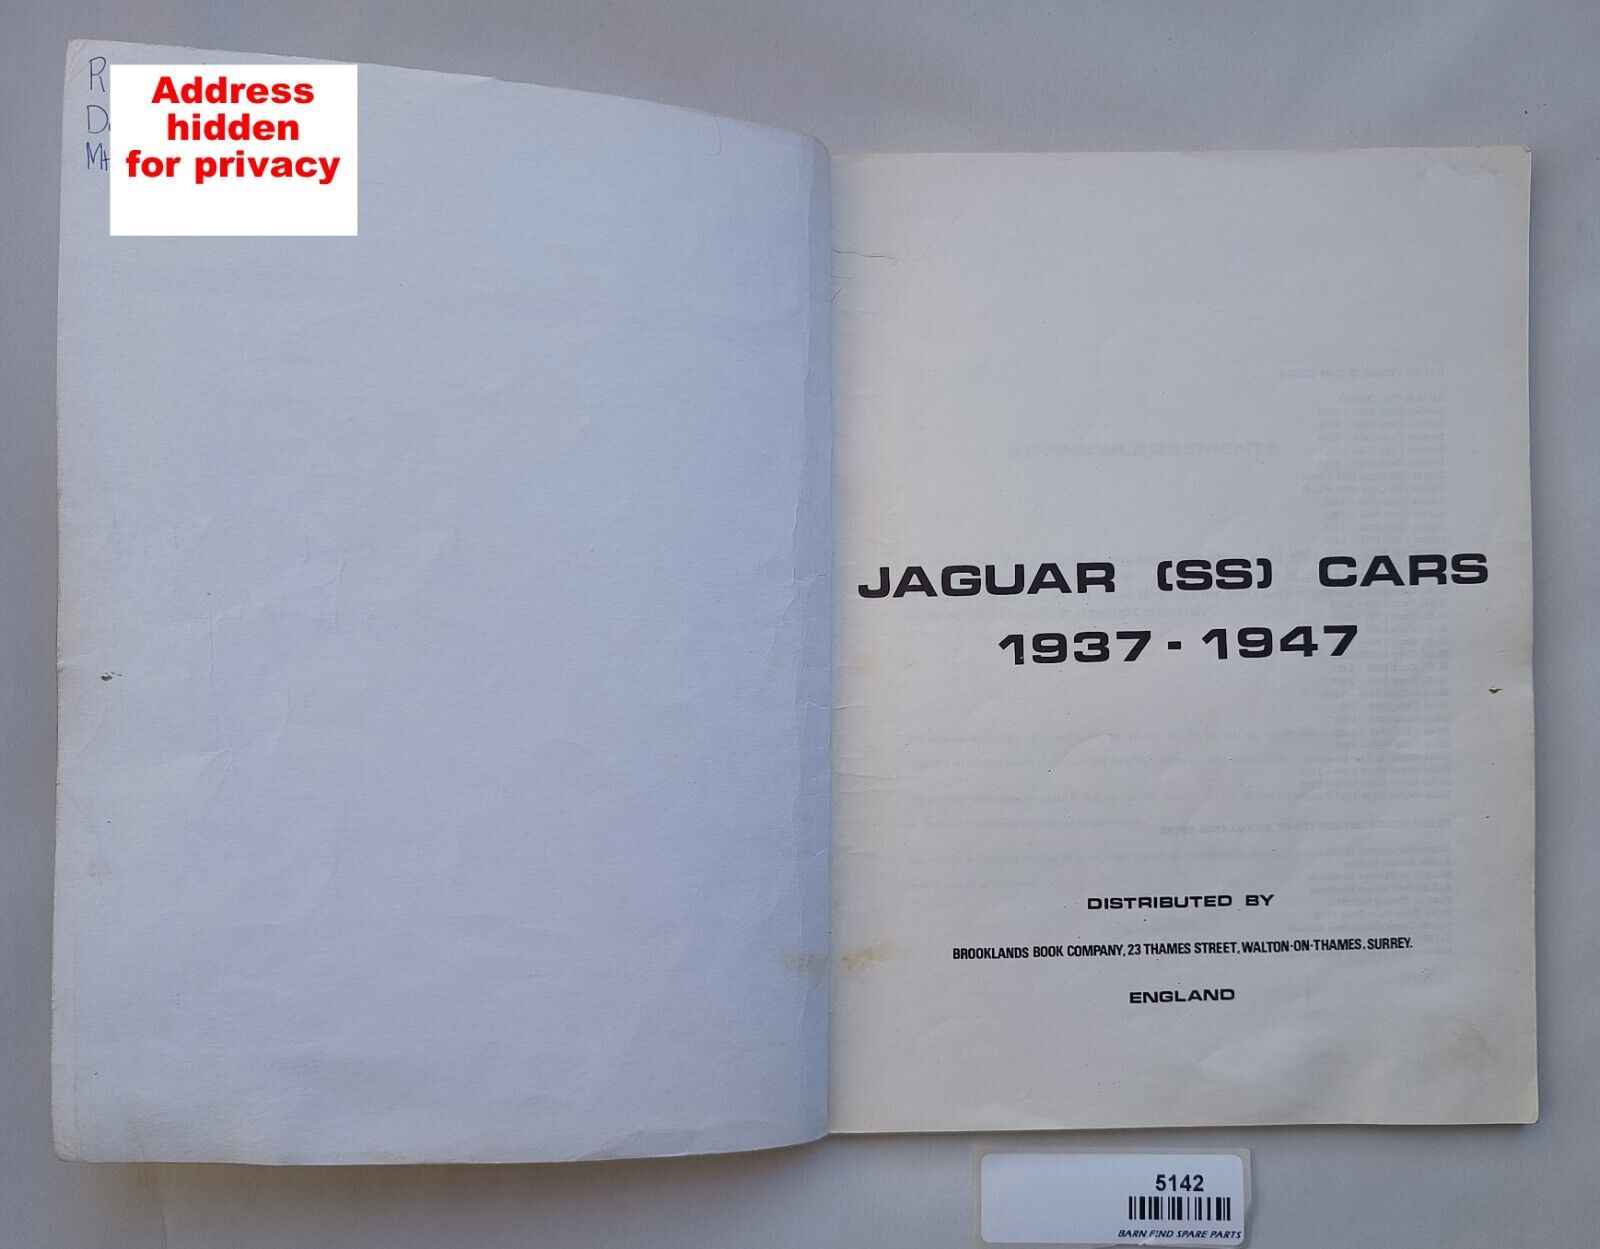 Address
hidden
for privacy
JAGUAR (SS) CARS
1937 - 1947
DISTRIBUTED BY
BROOKLANDS BOOK COMPANY, 23 THAMES STREET, WALTON-ON-THAMES, SURREY.
ENGLAND
5142
BARN FIND SPARE PARTS